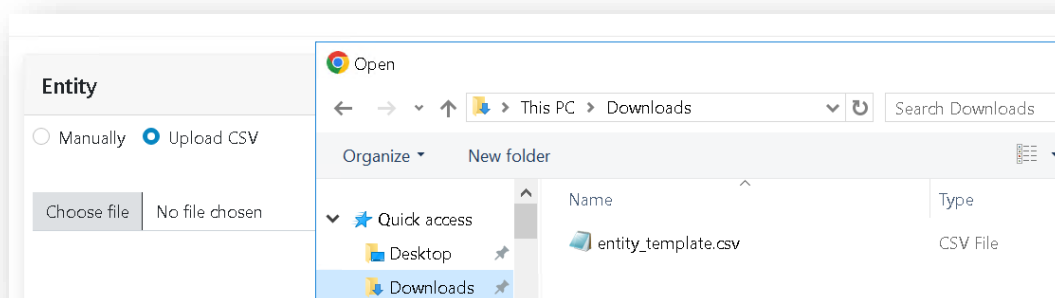 Entity
Manually Upload CSV
Choose file No file chosen
Open
This PC > Downloads
Search Downloads
Organize New folder
Quick access
Desktop
Downloads
Name Type
entity_template.csv CSV File